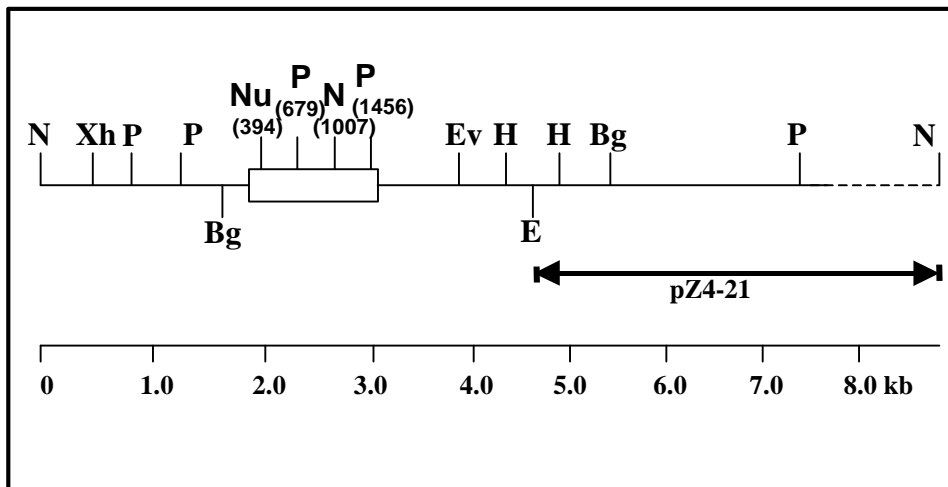 P P
Nu (679) N (1456)
(394) (1007)
N Xh P P Ev H H Bg P N
Bg E
pZ4-21
0 1.0 2.0 3.0 4.0 5.0 6.0 7.0 8.0 kb